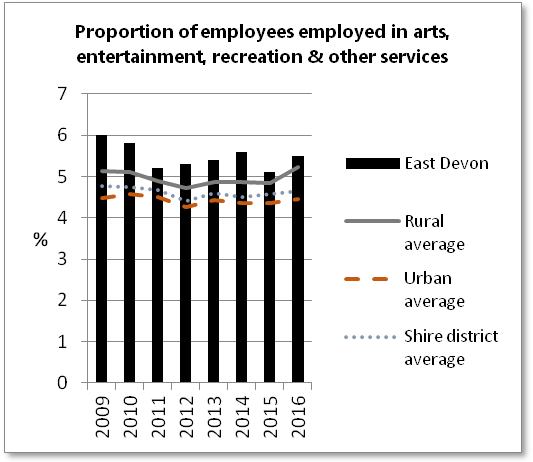 Proportion of employees employed in arts,
entertainment, recreation & other services
7
6
5
4
3
2
1
0
%
2009
2010
2011
2012
2013
2014
2015
2016
East Devon
Rural
average
Urban
average
Shire district
average